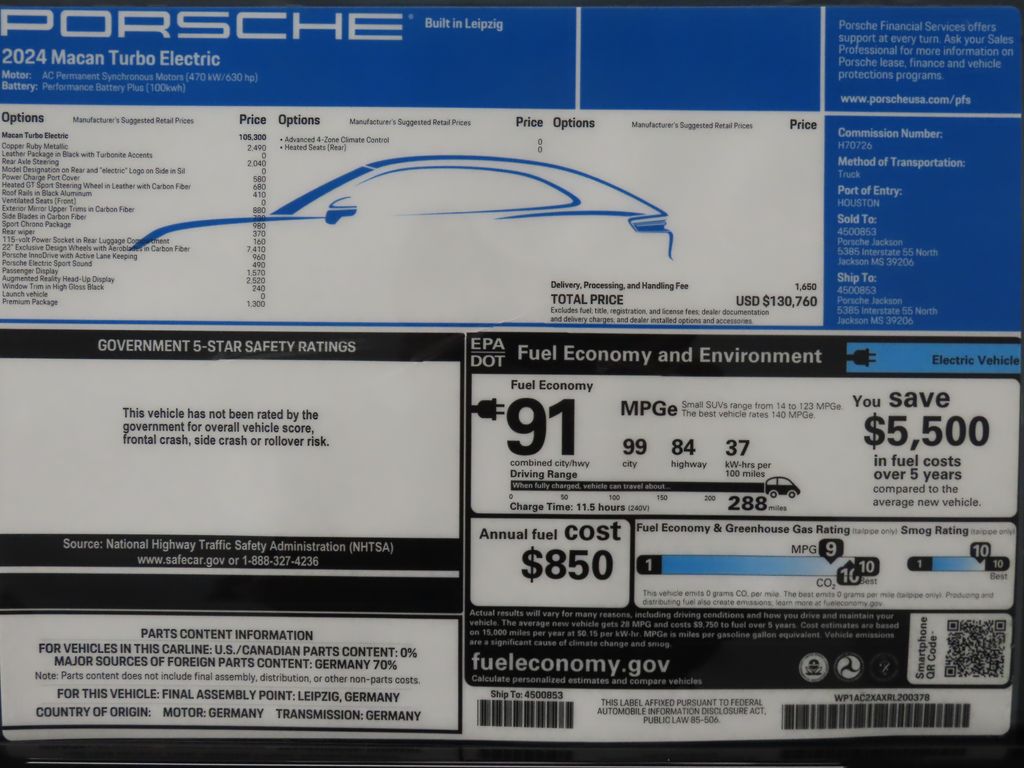 PORSCHE
Built in Leipzig
2024 Macan Turbo Electric
Motor: AC Permanent Synchronous Motors (470 kW/630 hp)
Battery: Performance Battery Plus (100kwh)
Porsche Financial Services offers
support at every turn. Ask your Sales
Professional for more information on
Porsche lease, finance and vehicle
protections programs.
www.porscheusa.com/pfs
Options Manufacturer's Suggested Retail Prices Price
Macan Turbo Electric 105,300
Copper Ruby Metallic 2,490
Leather Package in Black with Turbonite Accents 0
Rear Axle Steering 2,040
Model Designation on Rear and "electric" Logo on Side in Sil 0
Power Charge Port Cover 580
Heated GT Sport Steering Wheel in Leather with Carbon Fiber 680
Roof Rails in Black Aluminum 410
Ventilated Seats (Front) 0
Exterior Mirror Upper Trims in Carbon Fiber 880
Side Blades in Carbon Fiber
Sport Chrono Package 980
Rear wiper 370
115-volt Power Socket in Rear Luggage Compartment 160
22" Exclusive Design Wheels with Aeroblades in Carbon Fiber 7,410
Porsche InnoDrive with Active Lane Keeping 960
Porsche Electric Sport Sound 490
Passenger Display 1,570
Augmented Reality Head-Up Display 2,520
Window Trim in High Gloss Black 240
Launch vehicle 0
Premium Package 1,300
Options Manufacturer's Suggested Retail Prices Price
• Advanced 4-Zone Climate Control 0
• Heated Seats (Rear) 0
Options Manufacturer's Suggested Retail Prices Price
Delivery, Processing, and Handling Fee 1,650
TOTAL PRICE USD $130,760
Excludes fuel; title, registration, and license fees; dealer documentation
and delivery charges; and dealer installed options and accessories.
Commission Number:
H70726
Method of Transportation:
Truck
Port of Entry:
HOUSTON
Sold To:
4500853
Porsche Jackson
5385 Interstate 55 North
Jackson MS 39206
Ship To:
4500853
Porsche Jackson
5385 Interstate 55 North
Jackson MS 39206
GOVERNMENT 5-STAR SAFETY RATINGS
This vehicle has not been rated by the
government for overall vehicle score,
frontal crash, side crash or rollover risk.
Source: National Highway Traffic Safety Administration (NHTSA)
www.safecar.gov or 1-888-327-4236
PARTS CONTENT INFORMATION
FOR VEHICLES IN THIS CARLINE: U.S./CANADIAN PARTS CONTENT: 0%
MAJOR SOURCES OF FOREIGN PARTS CONTENT: GERMANY 70%
Note: Parts content does not include final assembly, distribution, or other non-parts costs.
FOR THIS VEHICLE: FINAL ASSEMBLY POINT: LEIPZIG, GERMANY
COUNTRY OF ORIGIN: MOTOR: GERMANY TRANSMISSION: GERMANY
EPA
DOT
Fuel Economy and Environment
Electric Vehicle
Fuel Economy
91
MPGe
Small SUVs range from 14 to 123 MPGe.
The best vehicle rates 140 MPGe.
99 84 37
combined city/hwy city highway kW-hrs per
100 miles
Driving Range
When fully charged, vehicle can travel about...
0 50 100 150 200 288 miles
Charge Time: 11.5 hours (240V)
You save
$5,500
in fuel costs
over 5 years
compared to the
average new vehicle.
Annual fuel cost
$850
Fuel Economy & Greenhouse Gas Rating (tailpipe only)
MPG 9
1 10
CO2 10 Best
Smog Rating (tailpipe only)
10
1 10
Best
This vehicle emits 0 grams CO2 per mile. The best emits 0 grams per mile (tailpipe only). Producing and
distributing fuel also create emissions; learn more at fueleconomy.gov.
Actual results will vary for many reasons, including driving conditions and how you drive and maintain your
vehicle. The average new vehicle gets 28 MPG and costs $9,750 to fuel over 5 years. Cost estimates are based
on 15,000 miles per year at $0.15 per kW-hr. MPGe is miles per gasoline gallon equivalent. Vehicle emissions
are a significant cause of climate change and smog.
fueleconomy.gov
Calculate personalized estimates and compare vehicles
Smartphone
QR Code™
Ship To: 4500853
THIS LABEL AFFIXED PURSUANT TO FEDERAL
AUTOMOBILE INFORMATION DISCLOSURE ACT,
PUBLIC LAW 85-506.
WP1AC2XAXRL200378